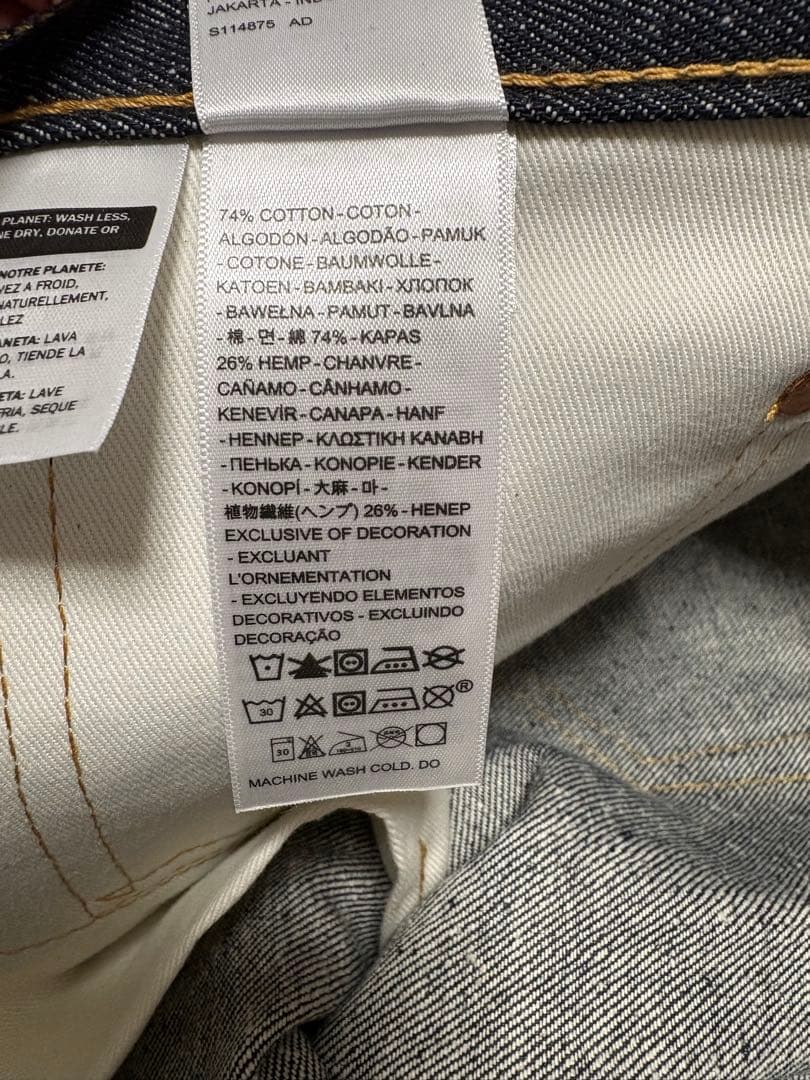 JAKARTA - IND
S114875 AD
PLANET: WASH LESS,
E DRY, DONATE OR
NOTRE PLANETE:
EZ A FROID,
NATURELLEMENT,
LEZ
ANETA: LAVA
O, TIENDE LA
A.
ETA: LAVE
FRIA, SEQUE
LE.
74% COTTON-COTON-
ALGODÓN-ALGODÃO-PAMUK
-COTONE-BAUMWOLLE-
KATOEN-BAMBAKI-ХЛОПОК
-BAWEŁNA-PAMUT-BAVLNA
-棉-면-綿 74%-KAPAS
26% HEMP-CHANVRE-
CAÑAMO-CÂNHAMO-
KENEVİR-CANAPA-HANF
-HENNEP-ΚΛΩΣΤΙΚΗ ΚΑΝΑΒΗ
-ПЕНЬКА-KONOPIE-KENDER
-KONOPÍ-大麻-마-
植物繊維(ヘンプ) 26%-HENEP
EXCLUSIVE OF DECORATION
- EXCLUANT
L'ORNEMENTATION
- EXCLUYENDO ELEMENTOS
DECORATIVOS - EXCLUINDO
DECORAÇÃO
30 ®
30
MACHINE WASH COLD. DO